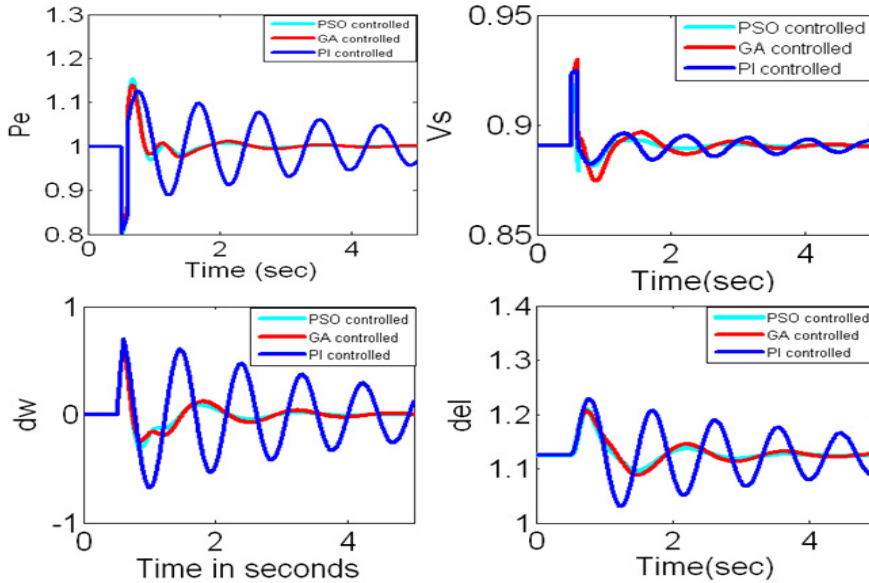 1.3
1.2
1.1
1
0.9
0.8
Pe
PSO controlled
GA controlled
PI controlled
0
2
4
Time (sec)
0.95
0.89
0.85
Vs
PSO controlled
GA controlled
PI controlled
0
2
4
Time(sec)
1
0
-1
dw
PSO controlled
GA controlled
PI controlled
0
2
4
Time in seconds
1.4
1.3
1.2
1.1
1
del
PSO controlled
GA controlled
PI controlled
0
2
4
Time(sec)